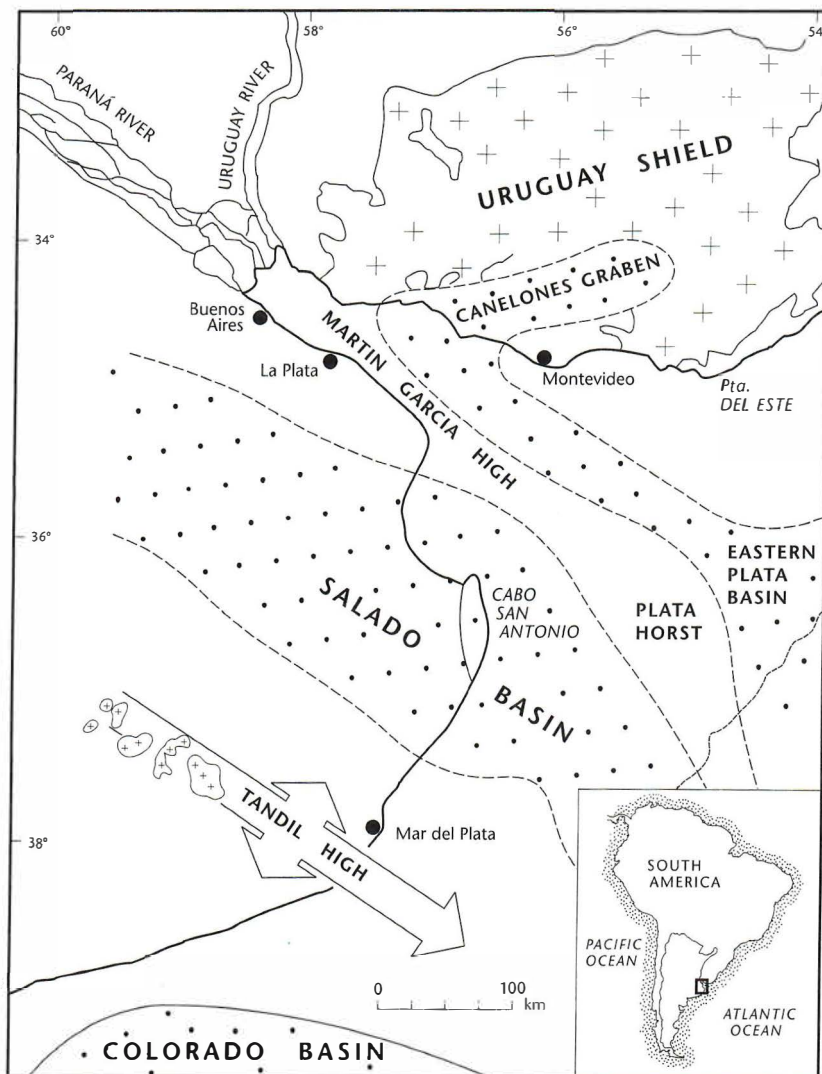 60°
58°
56°
54
PARANÁ RIVER
URUGUAY RIVER
URUGUAY SHIELD
34°
CANELONES GRABEN
Buenos
Aires
MARTIN GARCIA HIGH
La Plata
Montevideo
Pta.
DEL ESTE
36°
EASTERN
PLATA
BASIN
SALADO BASIN
CABO
SAN
ANTONIO
PLATA
HORST
TANDIL HIGH
38°
Mar del Plata
SOUTH
AMERICA
PACIFIC
OCEAN
ATLANTIC
OCEAN
0 100
km
COLORADO BASIN